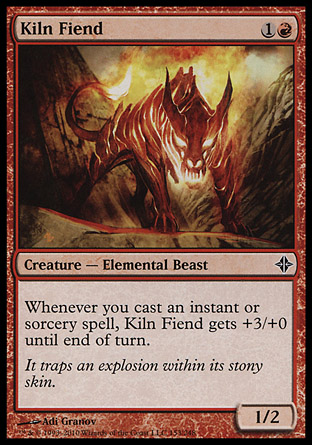 Kiln Fiend 1
Creature — Elemental Beast
Whenever you cast an instant or
sorcery spell, Kiln Fiend gets +3/+0
until end of turn.
It traps an explosion within its stony
skin.
Adi Granov
1/2